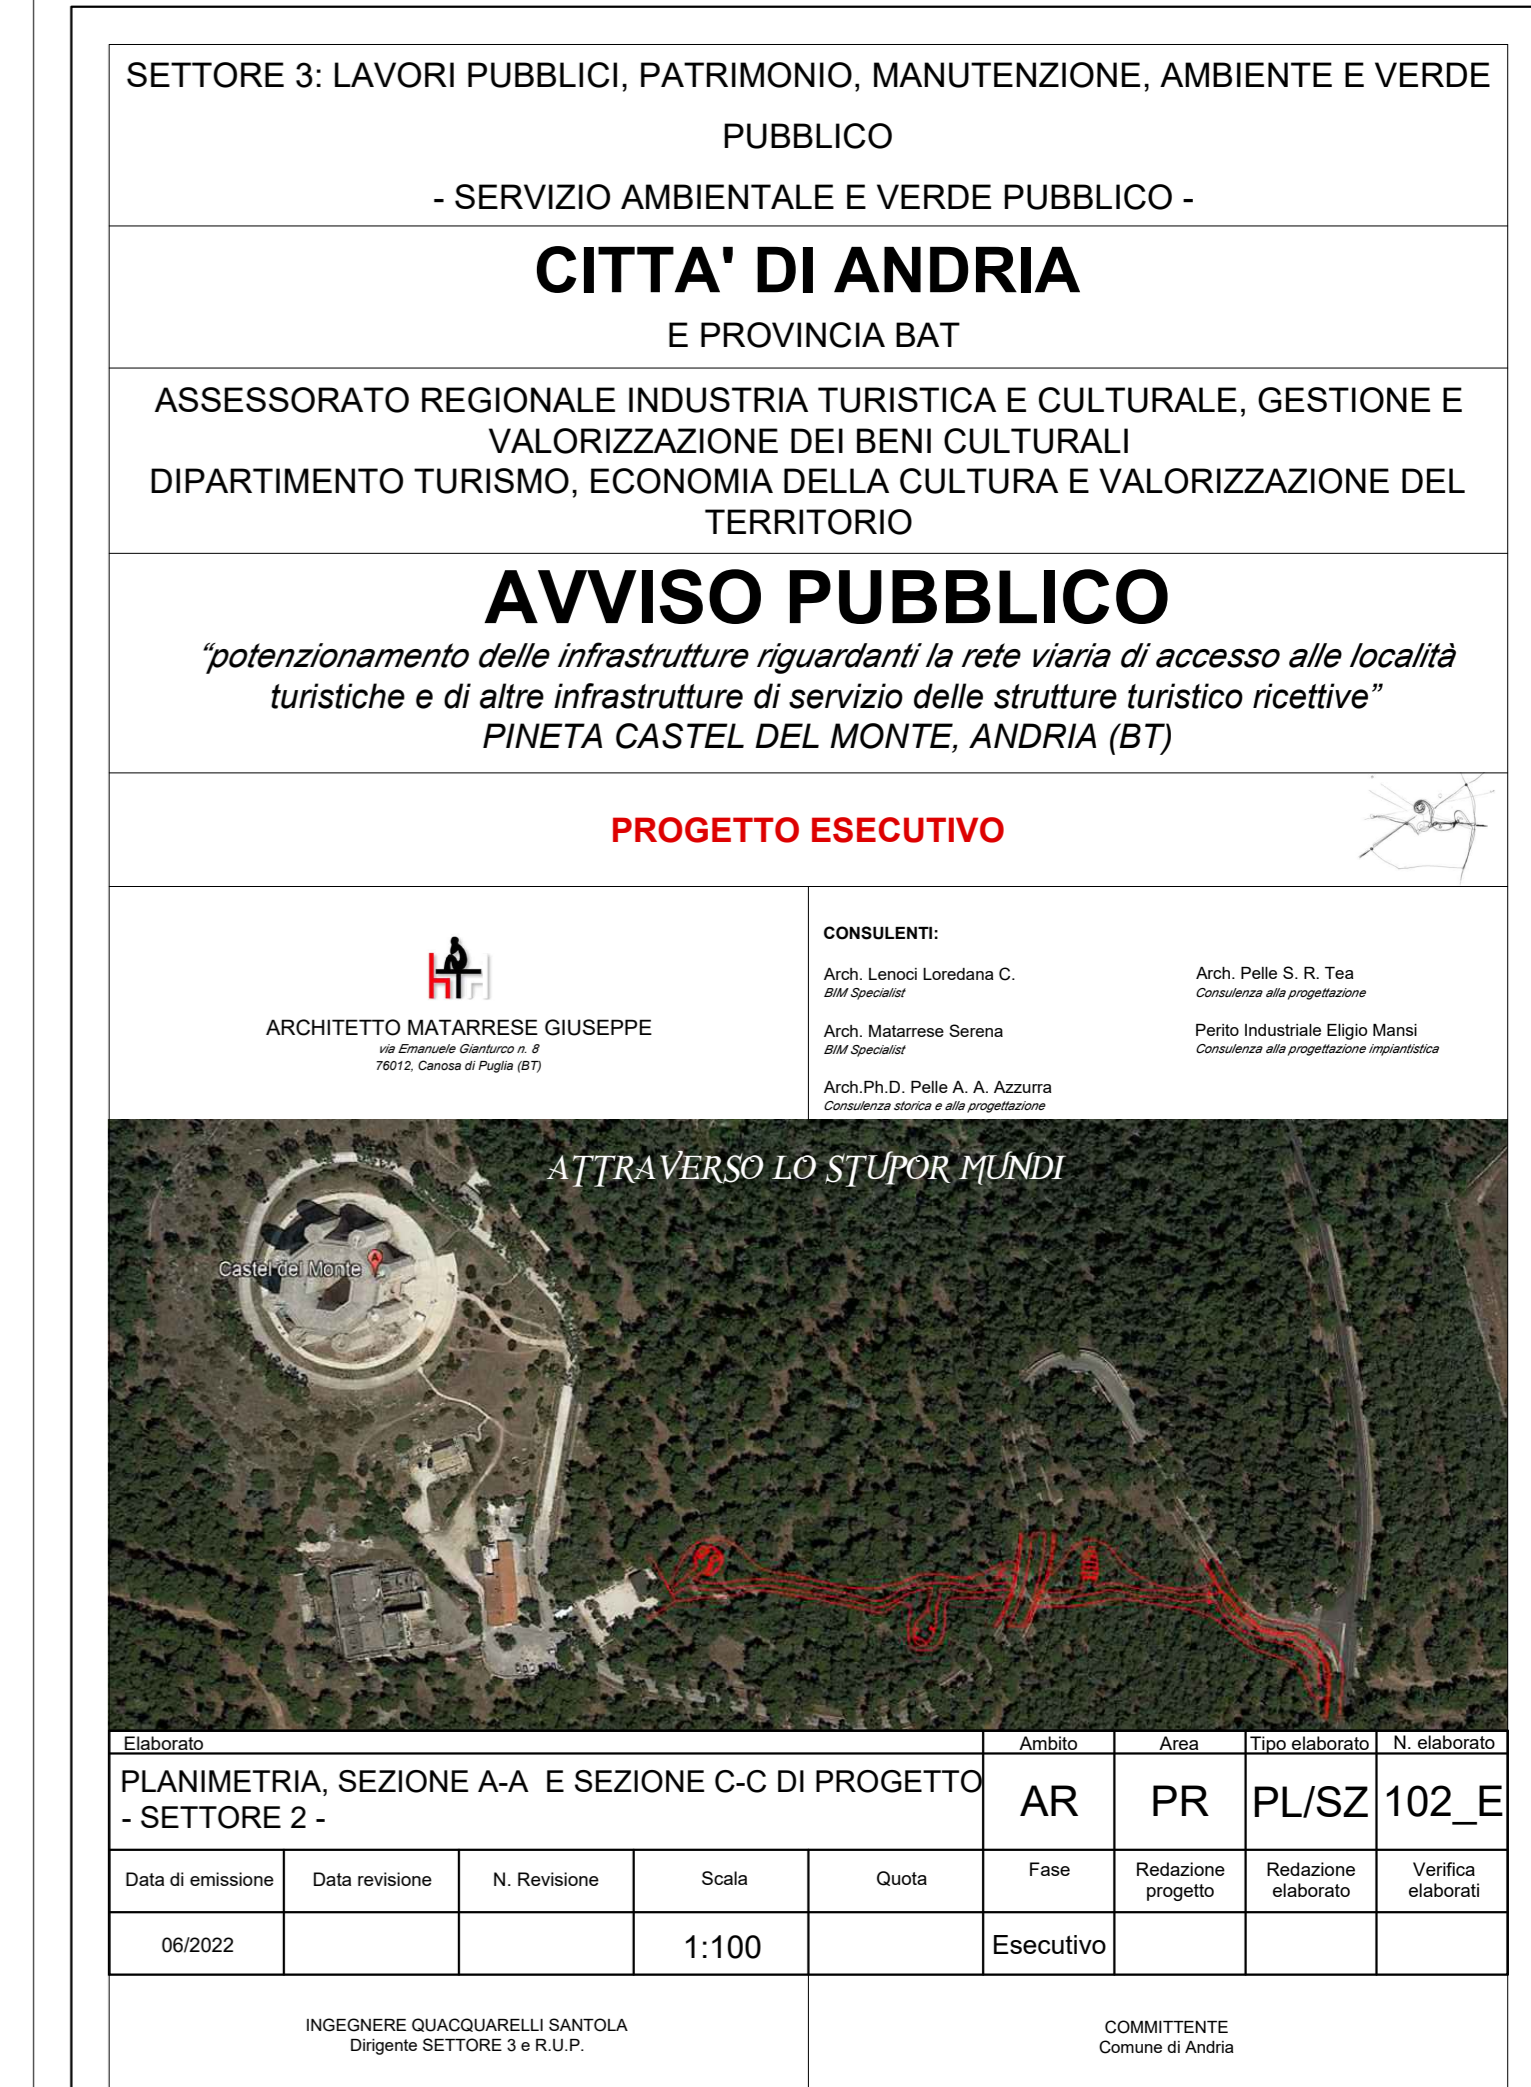 SETTORE 3: LAVORI PUBBLICI, PATRIMONIO, MANUTENZIONE, AMBIENTE E VERDE
PUBBLICO
- SERVIZIO AMBIENTALE E VERDE PUBBLICO -
CITTA' DI ANDRIA
E PROVINCIA BAT
ASSESSORATO REGIONALE INDUSTRIA TURISTICA E CULTURALE, GESTIONE E
VALORIZZAZIONE DEI BENI CULTURALI
DIPARTIMENTO TURISMO, ECONOMIA DELLA CULTURA E VALORIZZAZIONE DEL
TERRITORIO
AVVISO PUBBLICO
“potenzionamento delle infrastrutture riguardanti la rete viaria di accesso alle località
turistiche e di altre infrastrutture di servizio delle strutture turistico ricettive”
PINETA CASTEL DEL MONTE, ANDRIA (BT)
PROGETTO ESECUTIVO
ARCHITETTO MATARRESE GIUSEPPE
via Emanuele Gianturco n. 8
76012, Canosa di Puglia (BT)
CONSULENTI:
Arch. Lenoci Loredana C.
BIM Specialist
Arch. Matarrese Serena
BIM Specialist
Arch.Ph.D. Pelle A. A. Azzurra
Consulenza storica e alla progettazione
Arch. Pelle S. R. Tea
Consulenza alla progettazione
Perito Industriale Eligio Mansi
Consulenza alla progettazione impiantistica
ATTRAVERSO LO STUPOR MUNDI
Castel del Monte
A
Elaborato
PLANIMETRIA, SEZIONE A-A E SEZIONE C-C DI PROGETTO
- SETTORE 2 -
Ambito
AR
Area
PR
Tipo elaborato
PL/SZ
N. elaborato
102_E
Data di emissione
06/2022
Data revisione
N. Revisione
Scala
1:100
Quota
Fase
Esecutivo
Redazione
progetto
Redazione
elaborato
Verifica
elaborati
INGEGNERE QUACQUARELLI SANTOLA
Dirigente SETTORE 3 e R.U.P.
COMMITTENTE
Comune di Andria